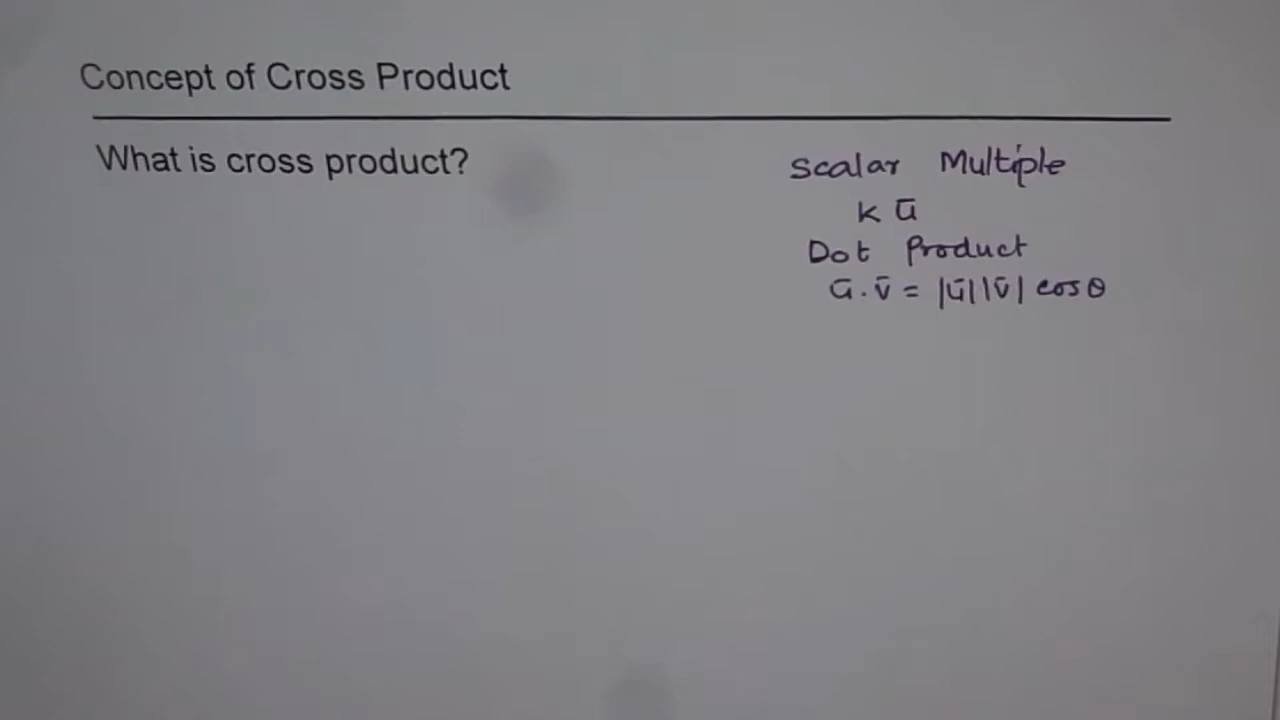 Concept of Cross Product
What is cross product?
Scalar Multiple
k ū
Dot Product
ū . v̄ = |ū| |v̄| cos θ